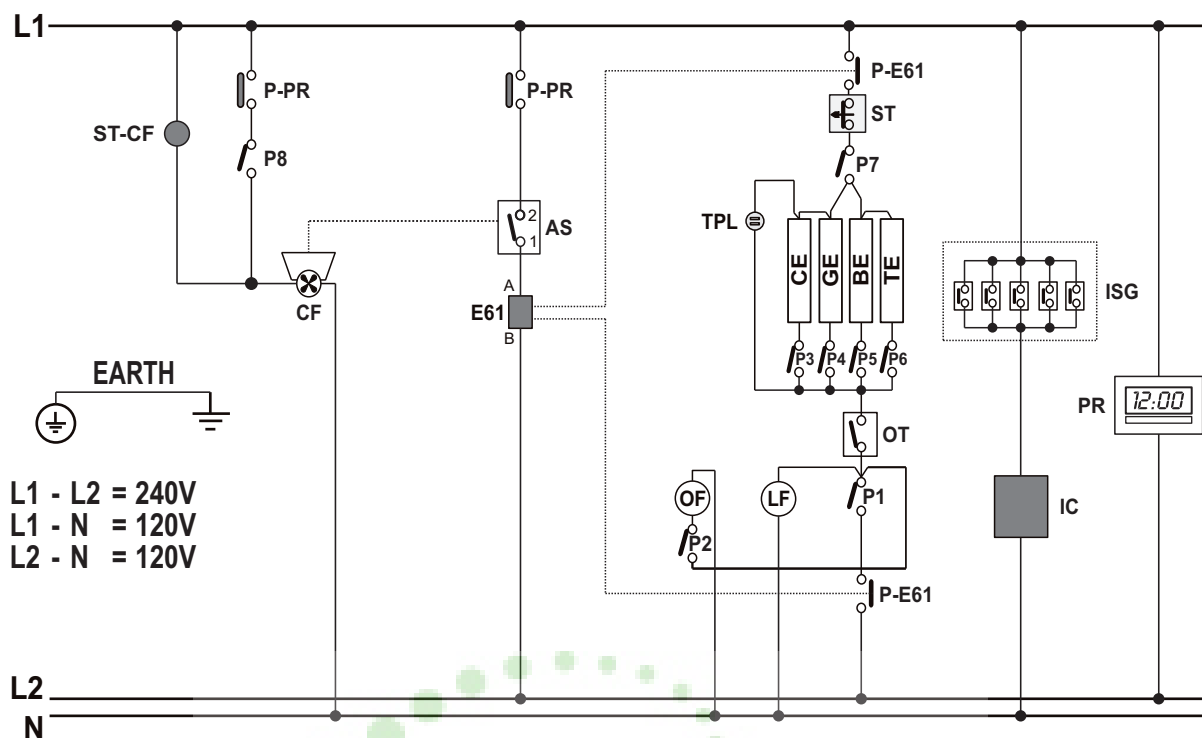 L1
P-PR
P-PR
P-E61
ST
ST-CF
P8
P7
2
1
AS
TPL
CE
GE
BE
TE
ISG
A
E61
B
CF
P3
P4
P5
P6
EARTH
PR
12:00
OT
L1 - L2 = 240V
L1 - N = 120V
L2 - N = 120V
OF
LF
P1
IC
P2
P-E61
L2
N